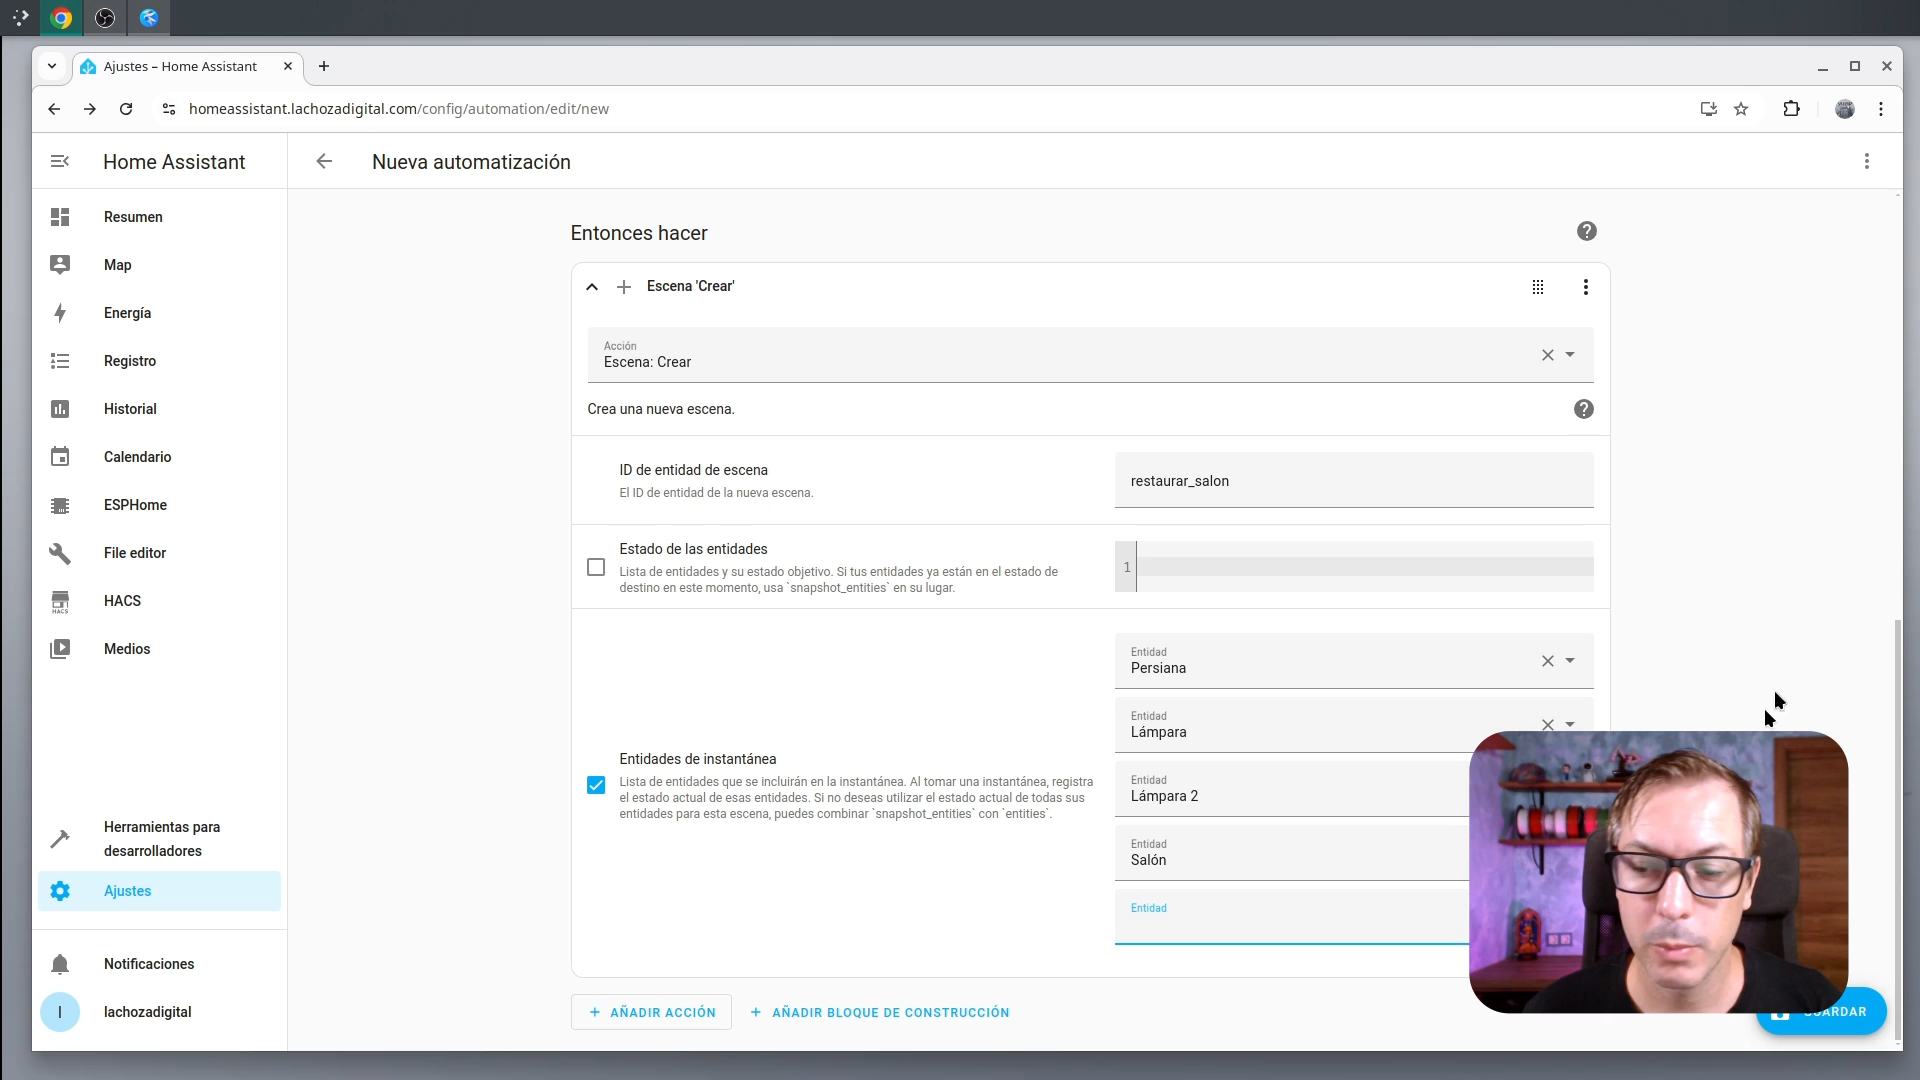 Ajustes – Home Assistant
homeassistant.lachozadigital.com/config/automation/edit/new
Home Assistant
Nueva automatización
Resumen
Map
Energía
Registro
Historial
Calendario
ESPHome
File editor
HACS
HACS
Medios
Herramientas para
desarrolladores
Ajustes
Notificaciones
l
lachozadigital
Entonces hacer
Escena 'Crear'
Acción
Escena: Crear
Crea una nueva escena.
ID de entidad de escena
El ID de entidad de la nueva escena.
restaurar_salon
Estado de las entidades
Lista de entidades y su estado objetivo. Si tus entidades ya están en el estado de
destino en este momento, usa `snapshot_entities` en su lugar.
1
Entidades de instantánea
Lista de entidades que se incluirán en la instantánea. Al tomar una instantánea, registra
el estado actual de esas entidades. Si no deseas utilizar el estado actual de todas sus
entidades para esta escena, puedes combinar `snapshot_entities` con `entities`.
Entidad
Persiana
Entidad
Lámpara
Entidad
Lámpara 2
Entidad
Salón
Entidad
AÑADIR ACCIÓN
AÑADIR BLOQUE DE CONSTRUCCIÓN
GUARDAR